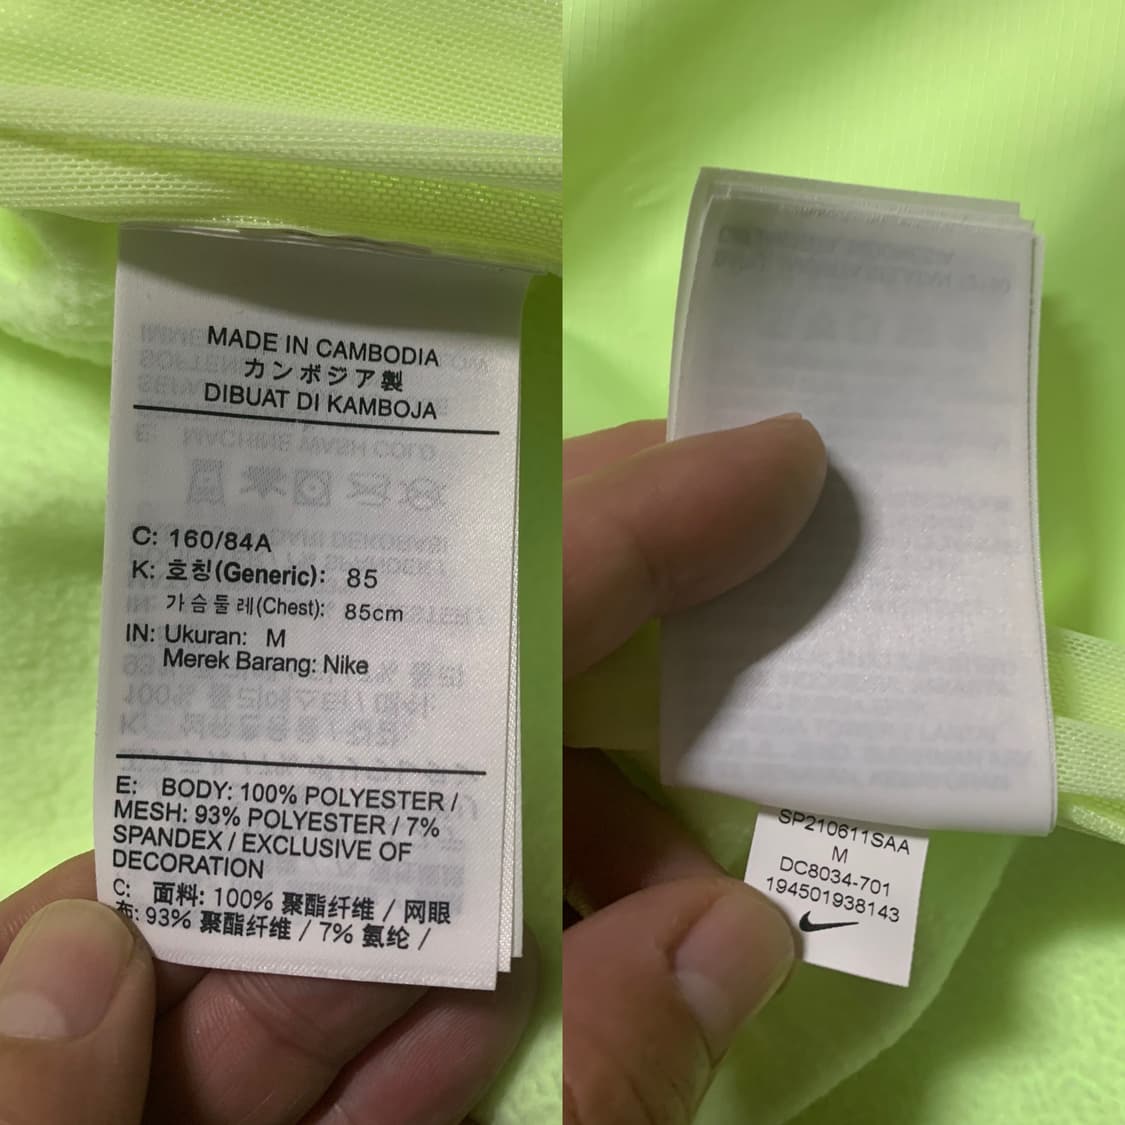 MADE IN CAMBODIA
カンボジア製
DIBUAT DI KAMBOJA
C: 160/84A
K: 호칭(Generic): 85
가슴둘레(Chest): 85cm
IN: Ukuran: M
Merek Barang: Nike
E: BODY: 100% POLYESTER /
MESH: 93% POLYESTER / 7%
SPANDEX / EXCLUSIVE OF
DECORATION
C: 面料: 100% 聚酯纤维 / 网眼
布: 93% 聚酯纤维 / 7% 氨纶 /
SP210611SAA
M
DC8034-701
194501938143